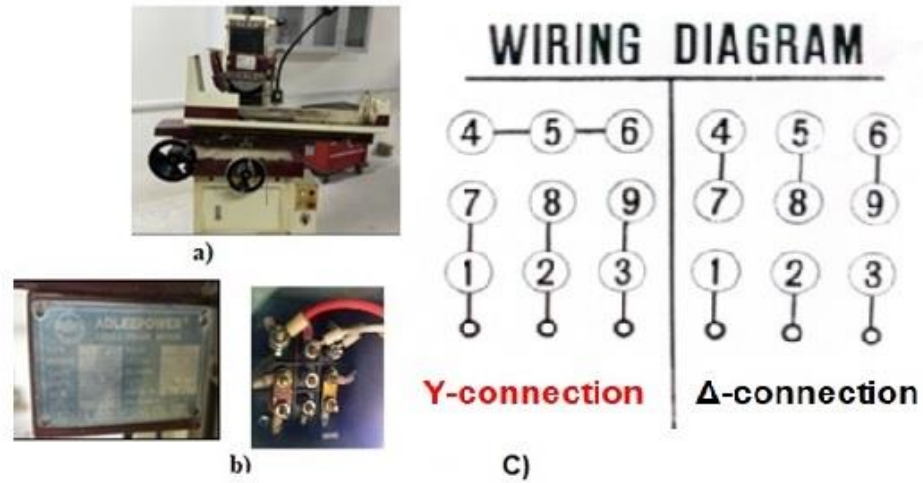 WIRING DIAGRAM
4 5 6 4 5 6
7 8 9 7 8 9
1 2 3 1 2 3
Y-connection Δ-connection
a)
ADLEEPOWER
b)
C)